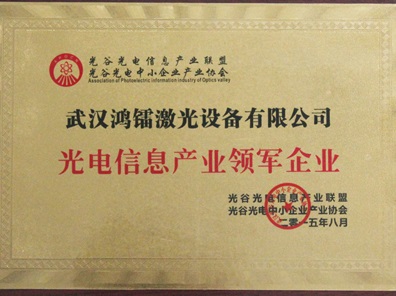 光谷光电信息产业联盟
光谷光电中小企业产业协会
Association of Photoelectric information industry of Optics valley
武汉鸿镭激光设备有限公司
光电信息产业领军企业
光谷光电信息产业联盟
光谷光电中小企业产业协会
二零一五年八月